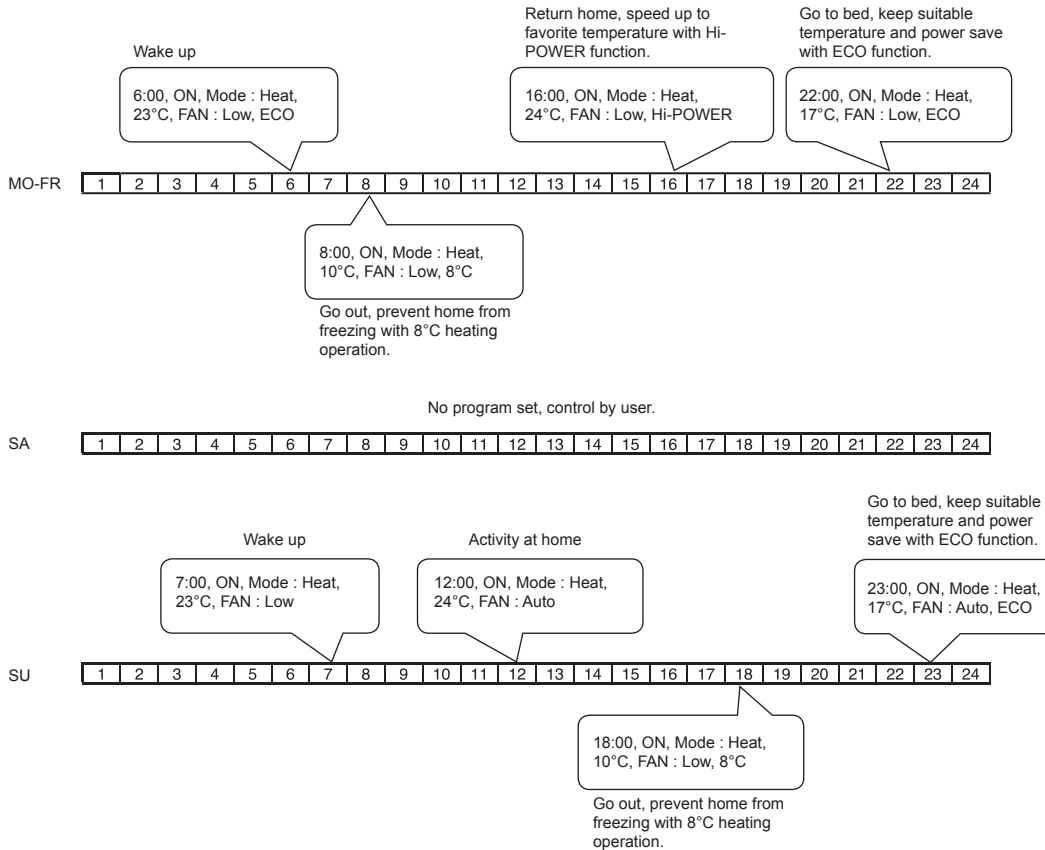 Wake up
6:00, ON, Mode : Heat,
23°C, FAN : Low, ECO
Return home, speed up to
favorite temperature with Hi-
POWER function.
16:00, ON, Mode : Heat,
24°C, FAN : Low, Hi-POWER
Go to bed, keep suitable
temperature and power save
with ECO function.
22:00, ON, Mode : Heat,
17°C, FAN : Low, ECO
MO-FR 1 2 3 4 5 6 7 8 9 10 11 12 13 14 15 16 17 18 19 20 21 22 23 24
8:00, ON, Mode : Heat,
10°C, FAN : Low, 8°C
Go out, prevent home from
freezing with 8°C heating
operation.
No program set, control by user.
SA 1 2 3 4 5 6 7 8 9 10 11 12 13 14 15 16 17 18 19 20 21 22 23 24
Wake up
7:00, ON, Mode : Heat,
23°C, FAN : Low
Activity at home
12:00, ON, Mode : Heat,
24°C, FAN : Auto
Go to bed, keep suitable
temperature and power
save with ECO function.
23:00, ON, Mode : Heat,
17°C, FAN : Auto, ECO
SU 1 2 3 4 5 6 7 8 9 10 11 12 13 14 15 16 17 18 19 20 21 22 23 24
18:00, ON, Mode : Heat,
10°C, FAN : Low, 8°C
Go out, prevent home from
freezing with 8°C heating
operation.